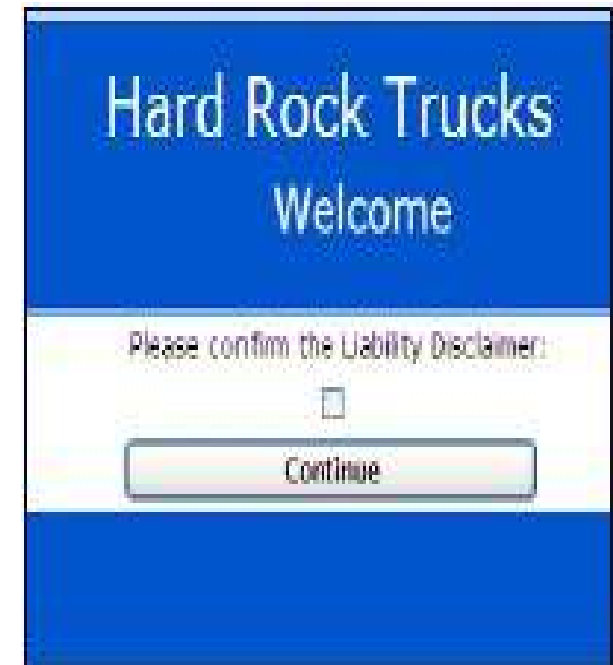 Hard Rock Trucks
Welcome
Please confirm the Liability Disclaimer:
Continue